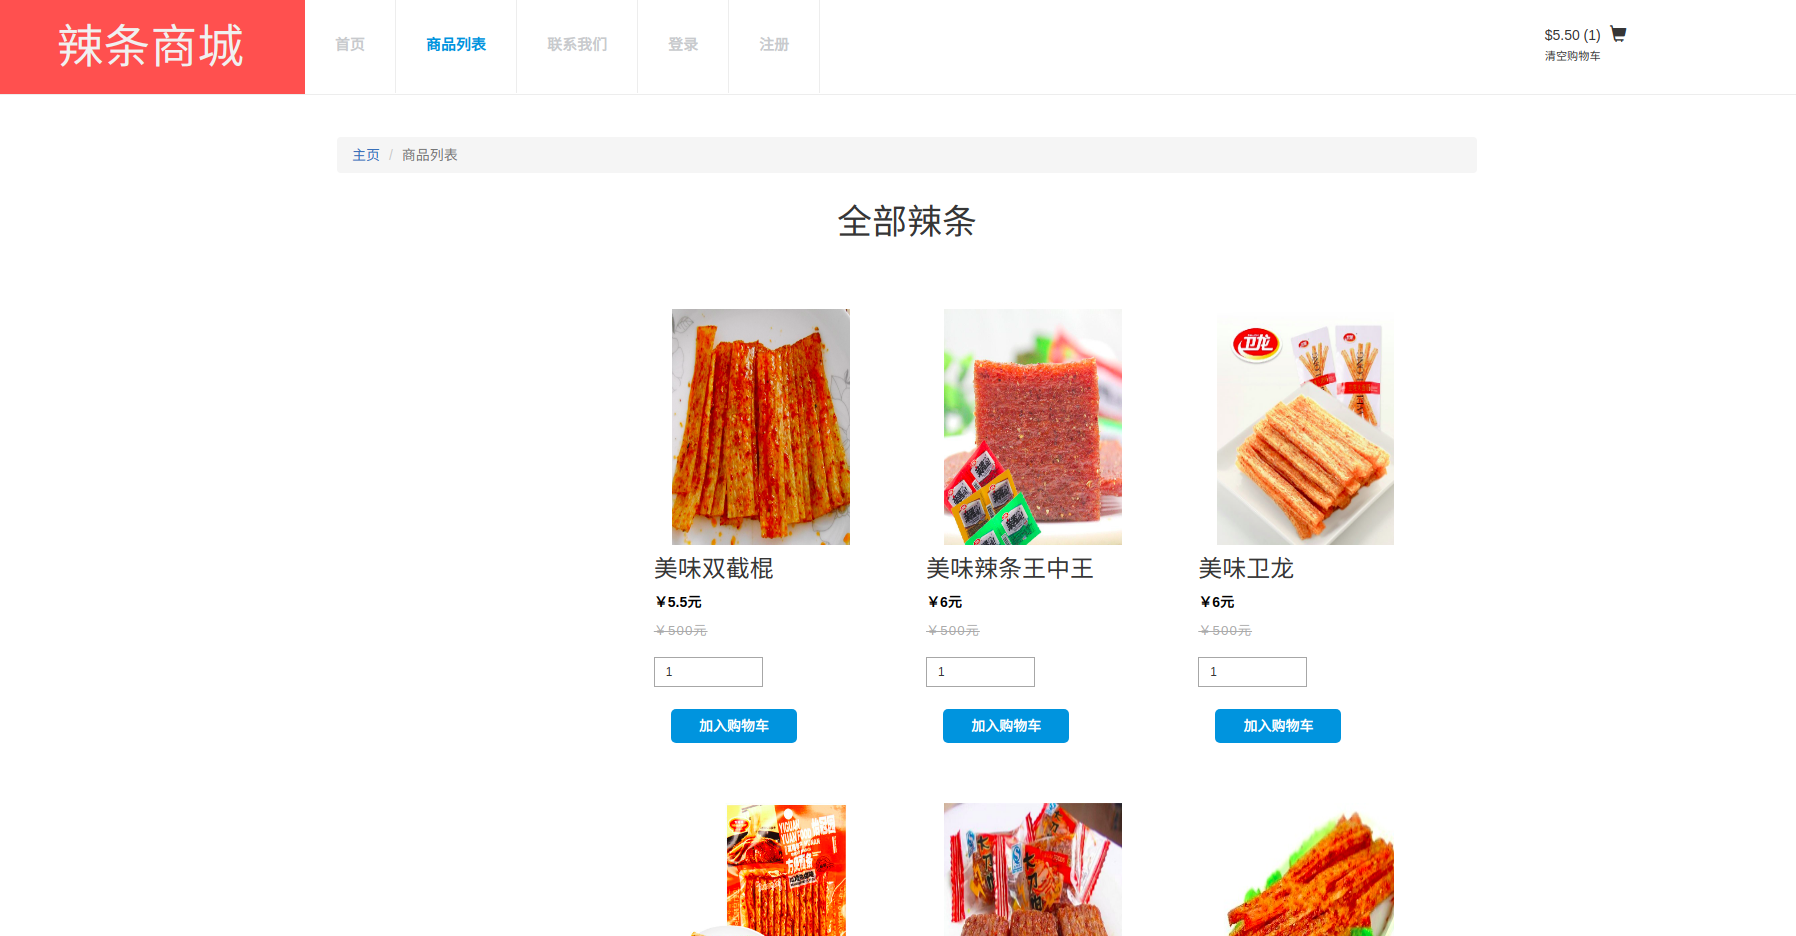 辣条商城
首页 商品列表 联系我们 登录 注册
$5.50 (1)
清空购物车
主页 / 商品列表
全部辣条
卫龙
美味双截棍 美味辣条王中王 美味卫龙
￥5.5元 ￥6元 ￥6元
￥500元 ￥500元 ￥500元
1 1 1
加入购物车 加入购物车 加入购物车